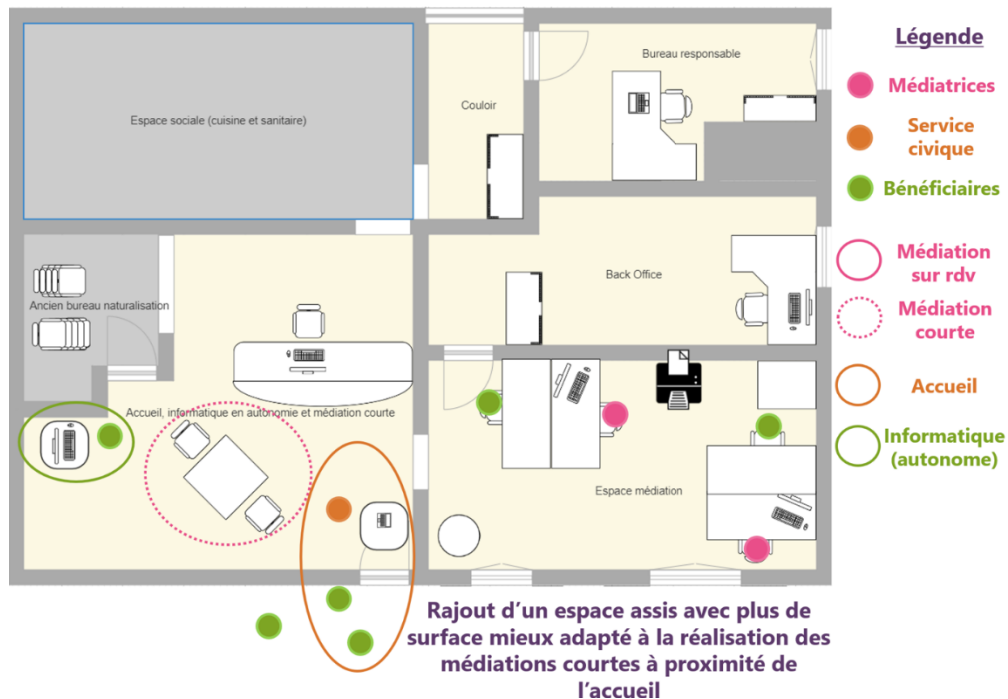 Légende
Bureau responsable
Médiatrices
Couloir
Espace sociale (cuisine et sanitaire)
Service
civique
Bénéficiaires
Médiation
sur rdv
Back Office
Ancien bureau naturalisation
Médiation
courte
Accueil
Accueil, informatique en autonomie et médiation courte
Informatique
(autonome)
Espace médiation
Rajout d'un espace assis avec plus de
surface mieux adapté à la réalisation des
médiations courtes à proximité de
l'accueil